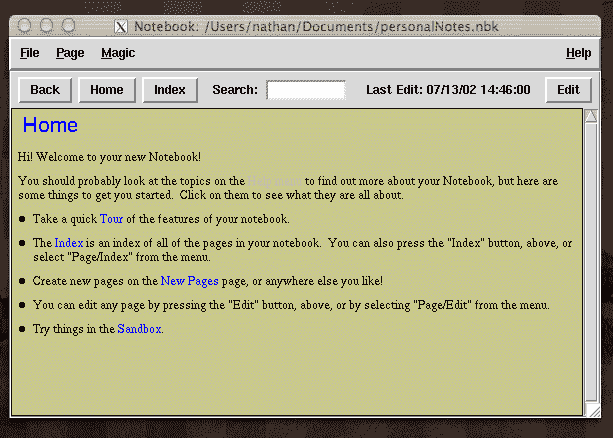 Notebook: /Users/nathan/Documents/personalNotes.nbk
File Page Magic Help
Back Home Index Search: Last Edit: 07/13/02 14:46:00 Edit
Home
Hi! Welcome to your new Notebook!
You should probably look at the topics on the to find out more about your Notebook, but here are
some things to get you started. Click on them to see what they are all about.
Take a quick Tour of the features of your notebook.
The Index is an index of all of the pages in your notebook. You can also press the "Index" button, above, or
select "Page/Index" from the menu.
Create new pages on the New Pages page, or anywhere else you like!
You can edit any page by pressing the "Edit" button, above, or by selecting "Page/Edit" from the menu.
Try things in the Sandbox.